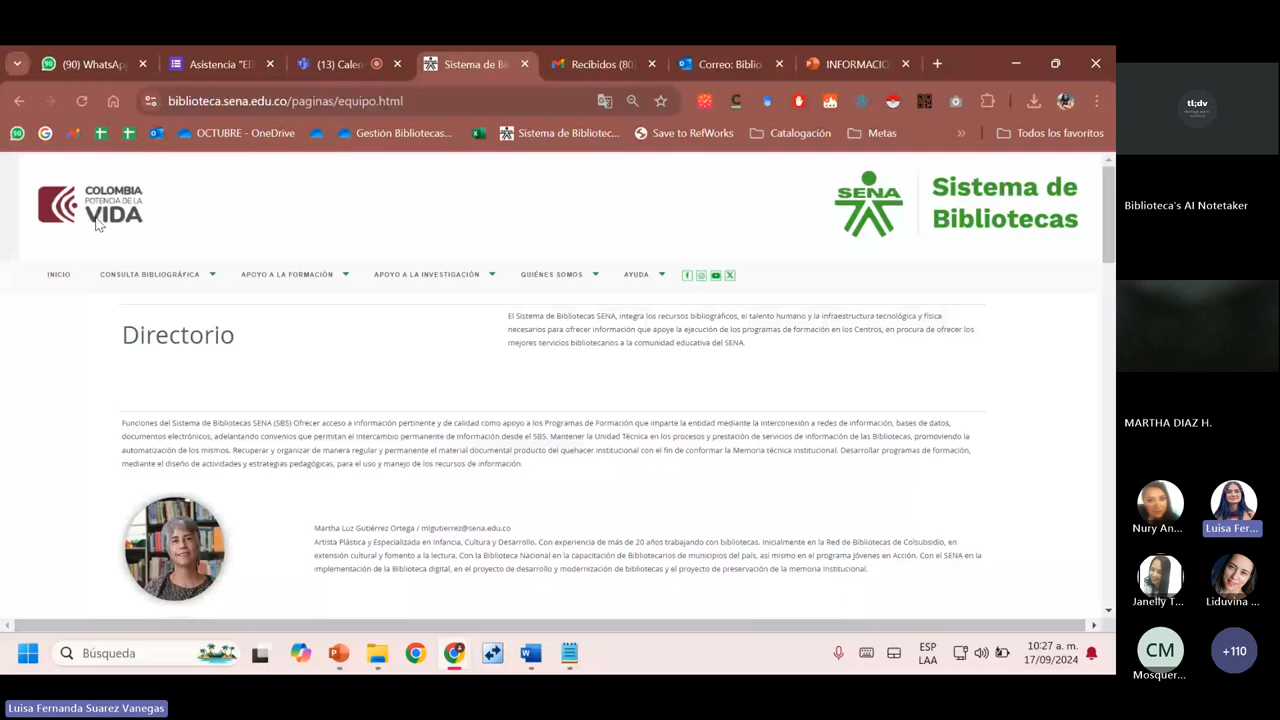 (90) WhatsAp
Asistencia "ED
(13) Calen
Sistema de Bi
Recibidos (80)
Correo: Biblio
INFORMACIO
biblioteca.sena.edu.co/paginas/equipo.html
OCTUBRE - OneDrive
Gestión Bibliotecas...
Sistema de Bibliotec...
Save to RefWorks
Catalogación
Metas
Todos los favoritos
COLOMBIA
POTENCIA DE LA
VIDA
SENA
Sistema de
Bibliotecas
INICIO
CONSULTA BIBLIOGRÁFICA
APOYO A LA FORMACIÓN
APOYO A LA INVESTIGACIÓN
QUIÉNES SOMOS
AYUDA
Directorio
El Sistema de Bibliotecas SENA, integra los recursos bibliográficos, el talento humano y la infraestructura tecnológica y física
necesarios para ofrecer información que apoye la ejecución de los programas de formación en los Centros, en procura de ofrecer los
mejores servicios bibliotecarios a la comunidad educativa del SENA.
Funciones del Sistema de Bibliotecas SENA (SBS) Ofrecer acceso a información pertinente y de calidad como apoyo a los Programas de Formación que imparte la entidad mediante la interconexión a redes de información, bases de datos,
documentos electrónicos, adelantando convenios que permitan el intercambio permanente de información desde el SBS. Mantener la Unidad Técnica en los procesos y prestación de servicios de información de las Bibliotecas, promoviendo la
automatización de los mismos. Recuperar y organizar de manera regular y permanente el material documental producto del quehacer institucional con el fin de conformar la Memoria técnica institucional. Desarrollar programas de formación,
mediante el diseño de actividades y estrategias pedagógicas, para el uso y manejo de los recursos de información.
Martha Luz Gutiérrez Ortega / mlgutierrez@sena.edu.co
Artista Plástica y Especializada en Infancia, Cultura y Desarrollo. Con experiencia de más de 20 años trabajando con bibliotecas. Inicialmente en la Red de Bibliotecas de Colsubsidio, en
extensión cultural y fomento a la lectura. Con la Biblioteca Nacional en la capacitación de Bibliotecarios de municipios del país, así mismo en el programa Jóvenes en Acción. Con el SENA en la
implementación de la Biblioteca digital, en el proyecto de desarrollo y modernización de bibliotecas y el proyecto de preservación de la memoria Institucional.
Búsqueda
ESP
LAA
10:27 a. m.
17/09/2024
tl;dv
Biblioteca's AI Notetaker
MARTHA DIAZ H.
Nury An...
Luisa Fer...
Janelly T...
Liduvina ...
CM
Mosquer...
+110
Luisa Fernanda Suarez Vanegas